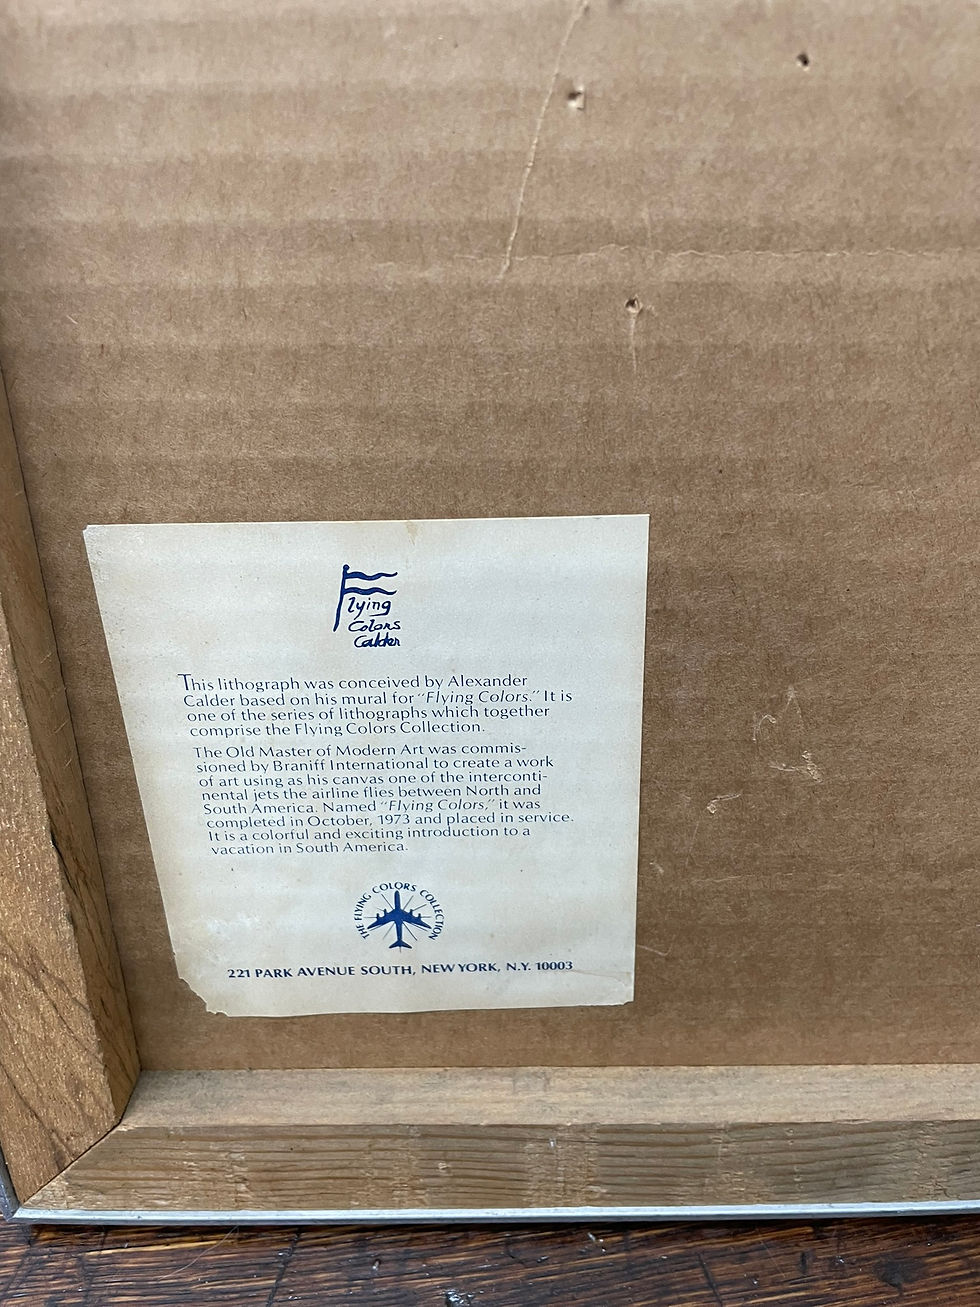 Flying
Colors
Calder
This lithograph was conceived by Alexander
Calder based on his mural for "Flying Colors." It is
one of the series of lithographs which together
comprise the Flying Colors Collection.
The Old Master of Modern Art was commis-
sioned by Braniff International to create a work
of art using as his canvas one of the interconti-
nental jets the airline flies between North and
South America. Named "Flying Colors," it was
completed in October, 1973 and placed in service.
It is a colorful and exciting introduction to a
vacation in South America.
THE FLYING COLORS COLLECTION
221 PARK AVENUE SOUTH, NEW YORK, N.Y. 10003